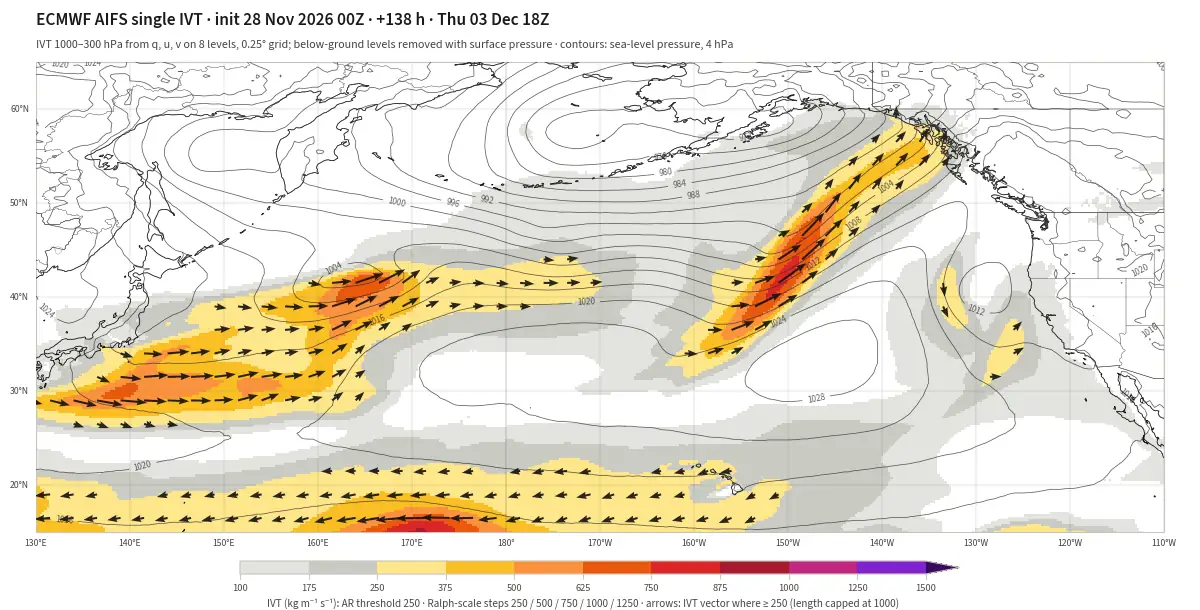 ECMWF AIFS single IVT · init 28 Nov 2026 00Z · +138 h · Thu 03 Dec 18Z
IVT 1000–300 hPa from q, u, v on 8 levels, 0.25° grid; below-ground levels removed with surface pressure · contours: sea-level pressure, 4 hPa
1020 1024
60°N
980
984
988
992
996
1000
1004
1008
50°N
1004
1012
1020
40°N
1020
1012
1024
1016
1024
1016
30°N
1028
1020
20°N
130°E 140°E 150°E 160°E 170°E 180° 170°W 160°W 150°W 140°W 130°W 120°W 110°W
100 175 250 375 500 625 750 875 1000 1250 1500
IVT (kg m⁻¹ s⁻¹): AR threshold 250 · Ralph-scale steps 250 / 500 / 750 / 1000 / 1250 · arrows: IVT vector where ≥ 250 (length capped at 1000)